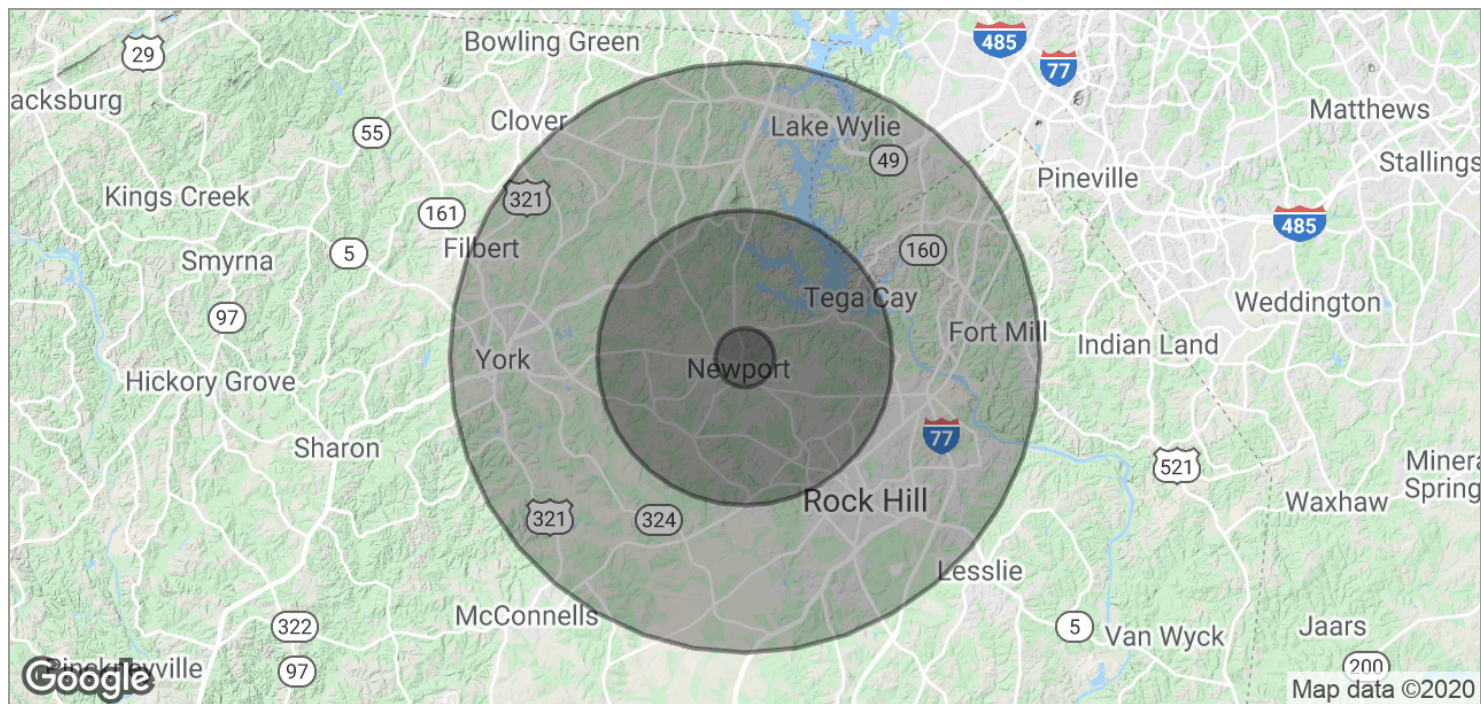 29
Bowling Green
485
77
acksburg
Clover
Lake Wylie
Matthews
55
49
Stallings
Kings Creek
321
Pineville
161
485
Filbert
160
5
Smyrna
Tega Cay
Weddington
97
Fort Mill
Indian Land
York
Newport
Hickory Grove
77
Sharon
521
Minera
Spring
Rock Hill
Waxhaw
321
324
Lesslie
McConnells
322
5
Van Wyck
Jaars
97
Pinckneyville
Google
200
Map data ©2020